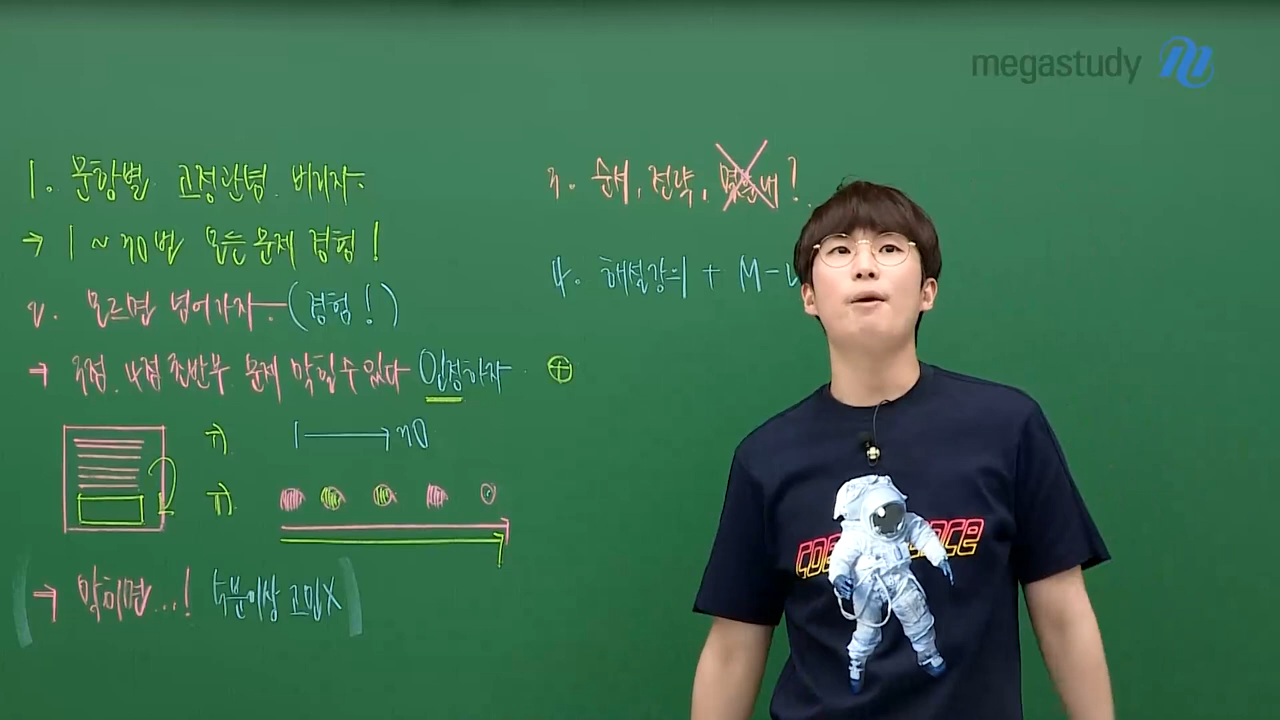 megastudy
1. 문항별 고정관념 버리자.
→ 1 ~ 30번 모든 문제 경험!
2. 모르면 넘어가자. (경험!)
→ 3점, 4점 초반부 문제 막힐 수 있다 인정하자
i) 1 → 30
ii)
→ 막히면...! 5분이상 고민X
3. 순서, 전략,
4. 해설강의 + M-